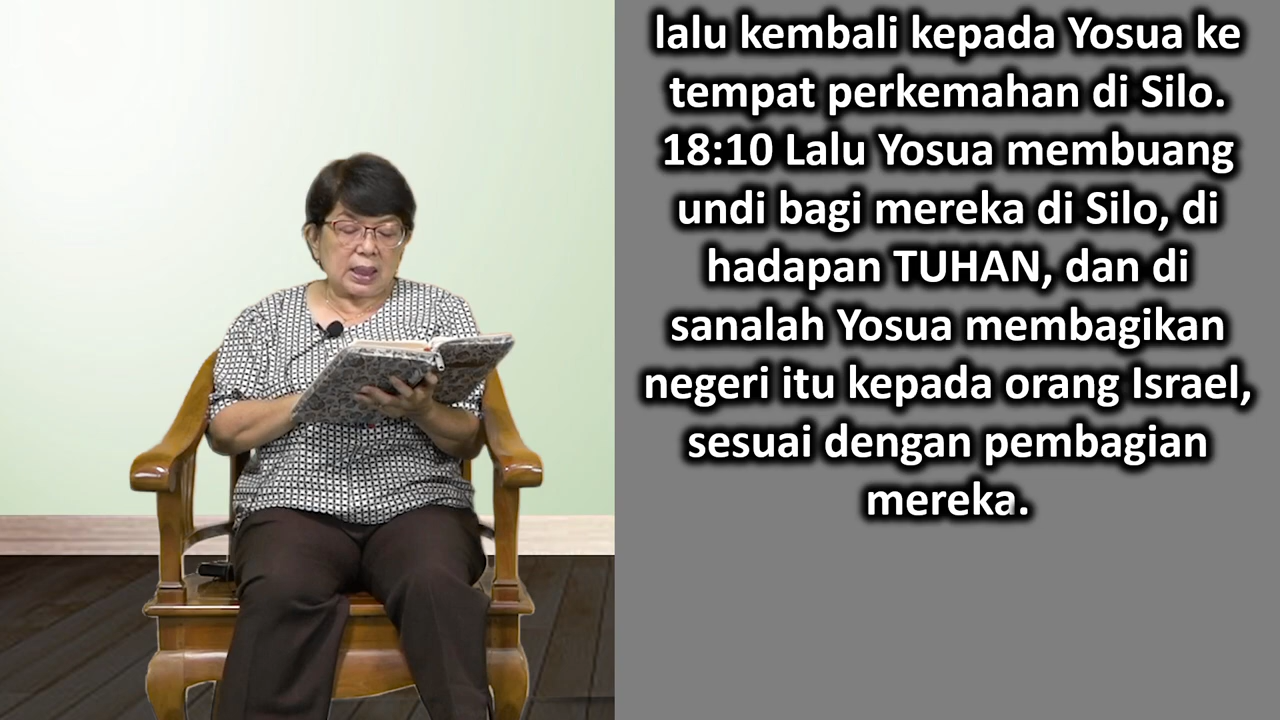 lalu kembali kepada Yosua ke
tempat perkemahan di Silo.
18:10 Lalu Yosua membuang
undi bagi mereka di Silo, di
hadapan TUHAN, dan di
sanalah Yosua membagikan
negeri itu kepada orang Israel,
sesuai dengan pembagian
mereka.